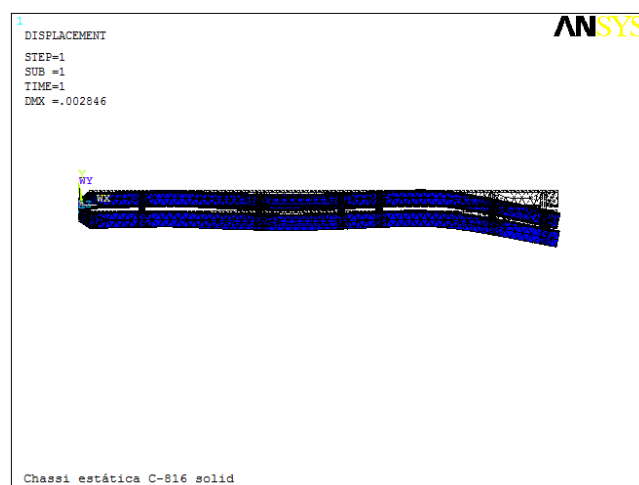 1
ANSYS
DISPLACEMENT
STEP=1
SUB =1
TIME=1
DMX =.002846
Y
WY
WX
Chassi estática C-816 solid